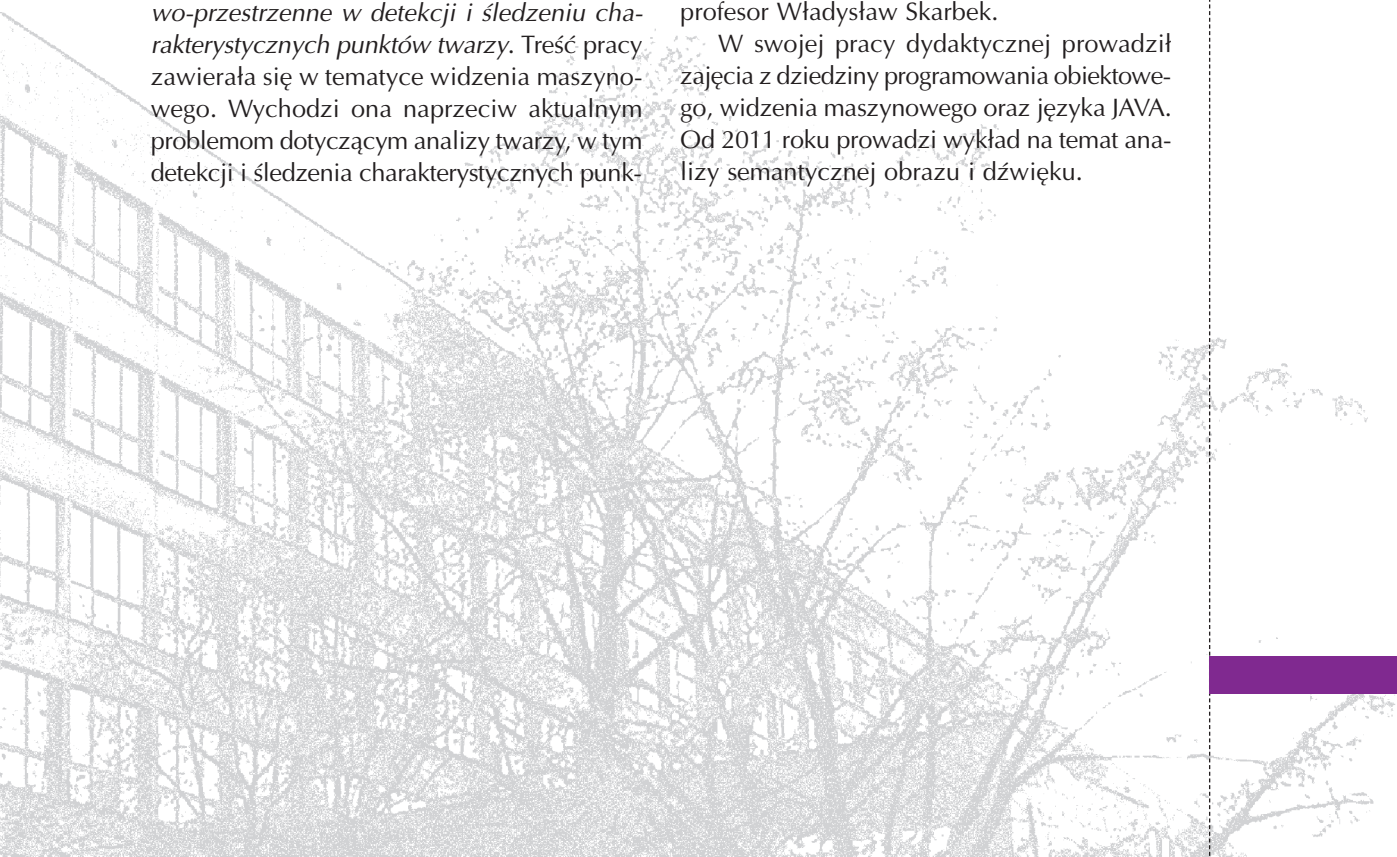 wo-przestrzenne w detekcji i śledzeniu cha-
rakterystycznych punktów twarzy. Treść pracy
zawierała się w tematyce widzenia maszyno-
wego. Wychodzi ona naprzeciw aktualnym
problemom dotyczącym analizy twarzy, w tym
detekcji i śledzenia charakterystycznych punk-
profesor Władysław Skarbek.
W swojej pracy dydaktycznej prowadził
zajęcia z dziedziny programowania obiektowe-
go, widzenia maszynowego oraz języka JAVA.
Od 2011 roku prowadzi wykład na temat ana-
lizy semantycznej obrazu i dźwięku.